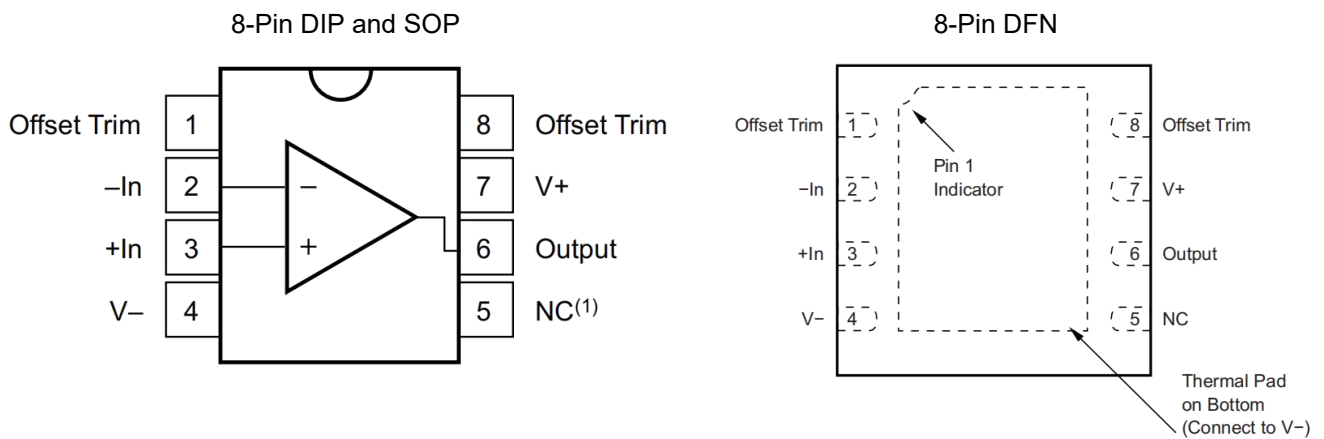 8-Pin DIP and SOP
Offset Trim 1 8 Offset Trim
–In 2 – 7 V+
+In 3 + 6 Output
V– 4 5 NC(1)
8-Pin DFN
Offset Trim 1 8 Offset Trim
Pin 1
Indicator
−In 2 7 V+
+In 3 6 Output
V− 4 5 NC
Thermal Pad
on Bottom
(Connect to V−)